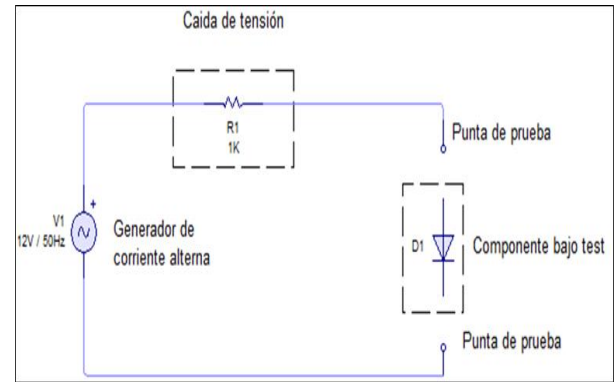 Caida de tensión
R1
1K
Punta de prueba
V1
12V / 50Hz
+
Generador de
corriente alterna
D1
Componente bajo test
Punta de prueba